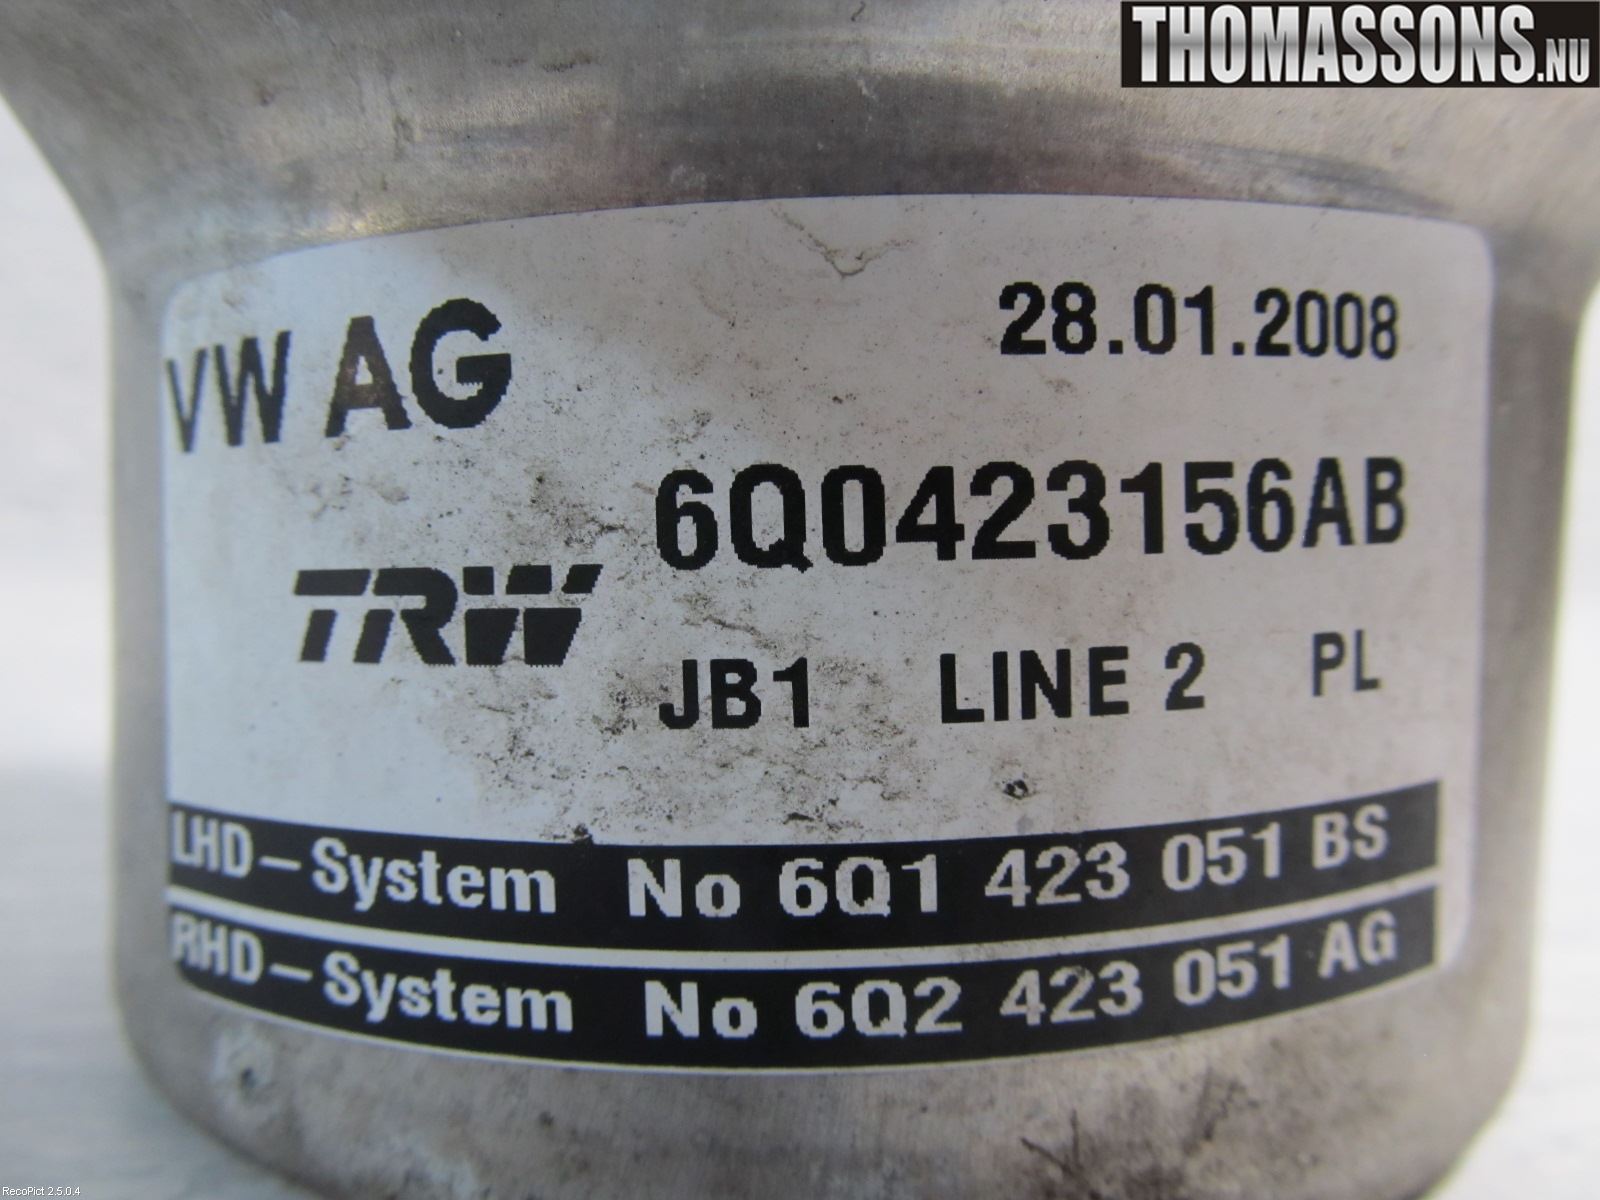 THOMASSONS.NU
VW AG
28.01.2008
6Q0423156AB
TRW
JB1 LINE 2 PL
LHD-System No 6Q1 423 051 BS
RHD-System No 6Q2 423 051 AG
RecoPict 2.5.0.4